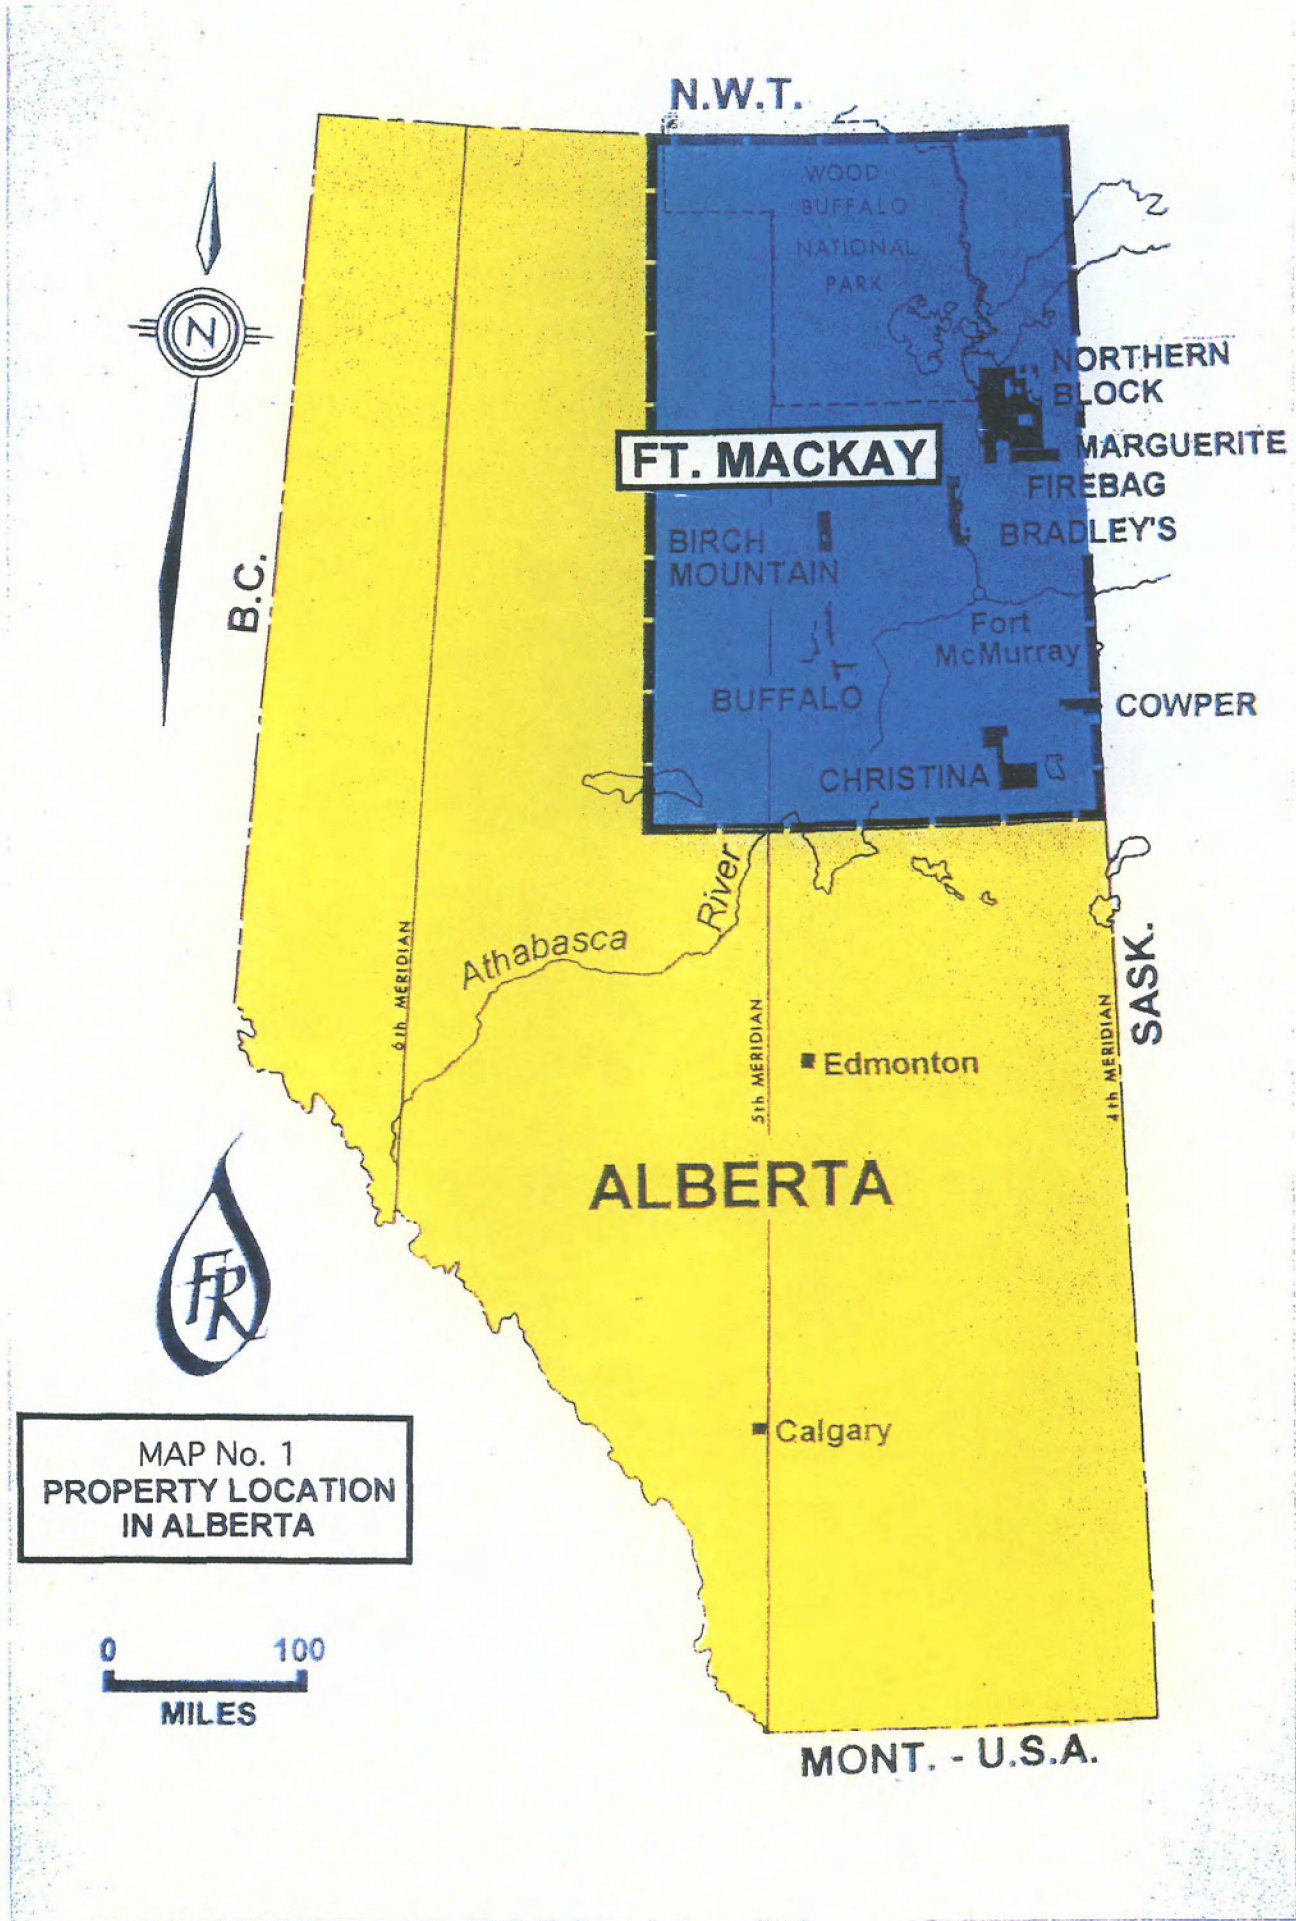 N.W.T.
WOOD
BUFFALO
NATIONAL
PARK
N
NORTHERN
BLOCK
MARGUERITE
FT. MACKAY
FIREBAG
BRADLEY'S
BIRCH
MOUNTAIN
B.C.
Fort
McMurray
BUFFALO
COWPER
CHRISTINA
Athabasca River
SASK.
6th MERIDIAN
5th MERIDIAN
4th MERIDIAN
Edmonton
ALBERTA
FR
Calgary
MAP No. 1
PROPERTY LOCATION
IN ALBERTA
0 100
MILES
MONT. - U.S.A.